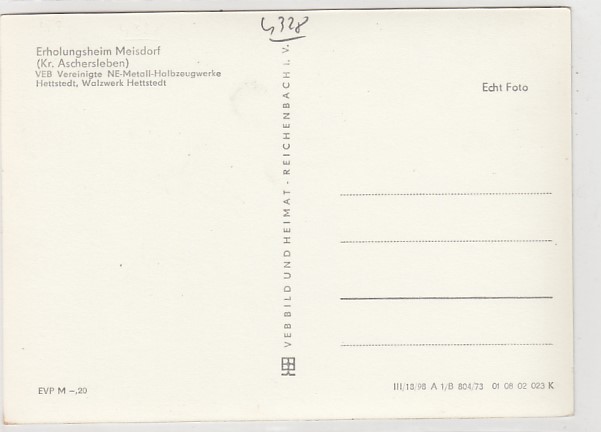 4328
Erholungsheim Meisdorf
(Kr. Aschersleben)
VEB Vereinigte NE-Metall-Halbzeugwerke
Hettstedt, Walzwerk Hettstedt
VEB BILD UND HEIMAT - REICHENBACH I. V.
Echt Foto
EVP M -,20
III/18/98 A 1/B 804/73 01 08 02 023 K